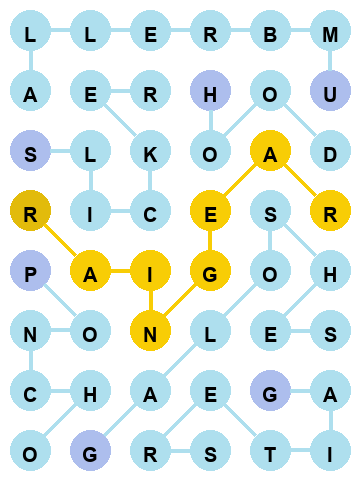 L L E R B M
A E R H O U
S L K O A D
R I C E S R
P A I G O H
N O N L E S
C H A E G A
O G R S T I